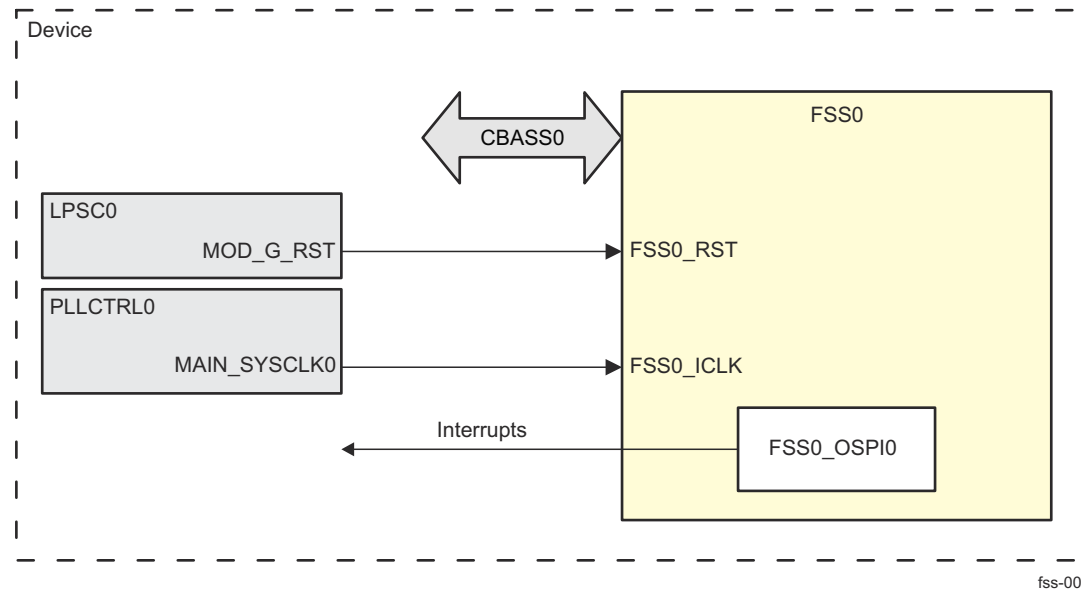 Device
FSS0
CBASS0
LPSC0
MOD_G_RST
FSS0_RST
PLLCTRL0
MAIN_SYSCLK0
FSS0_ICLK
Interrupts
FSS0_OSPI0
fss-00